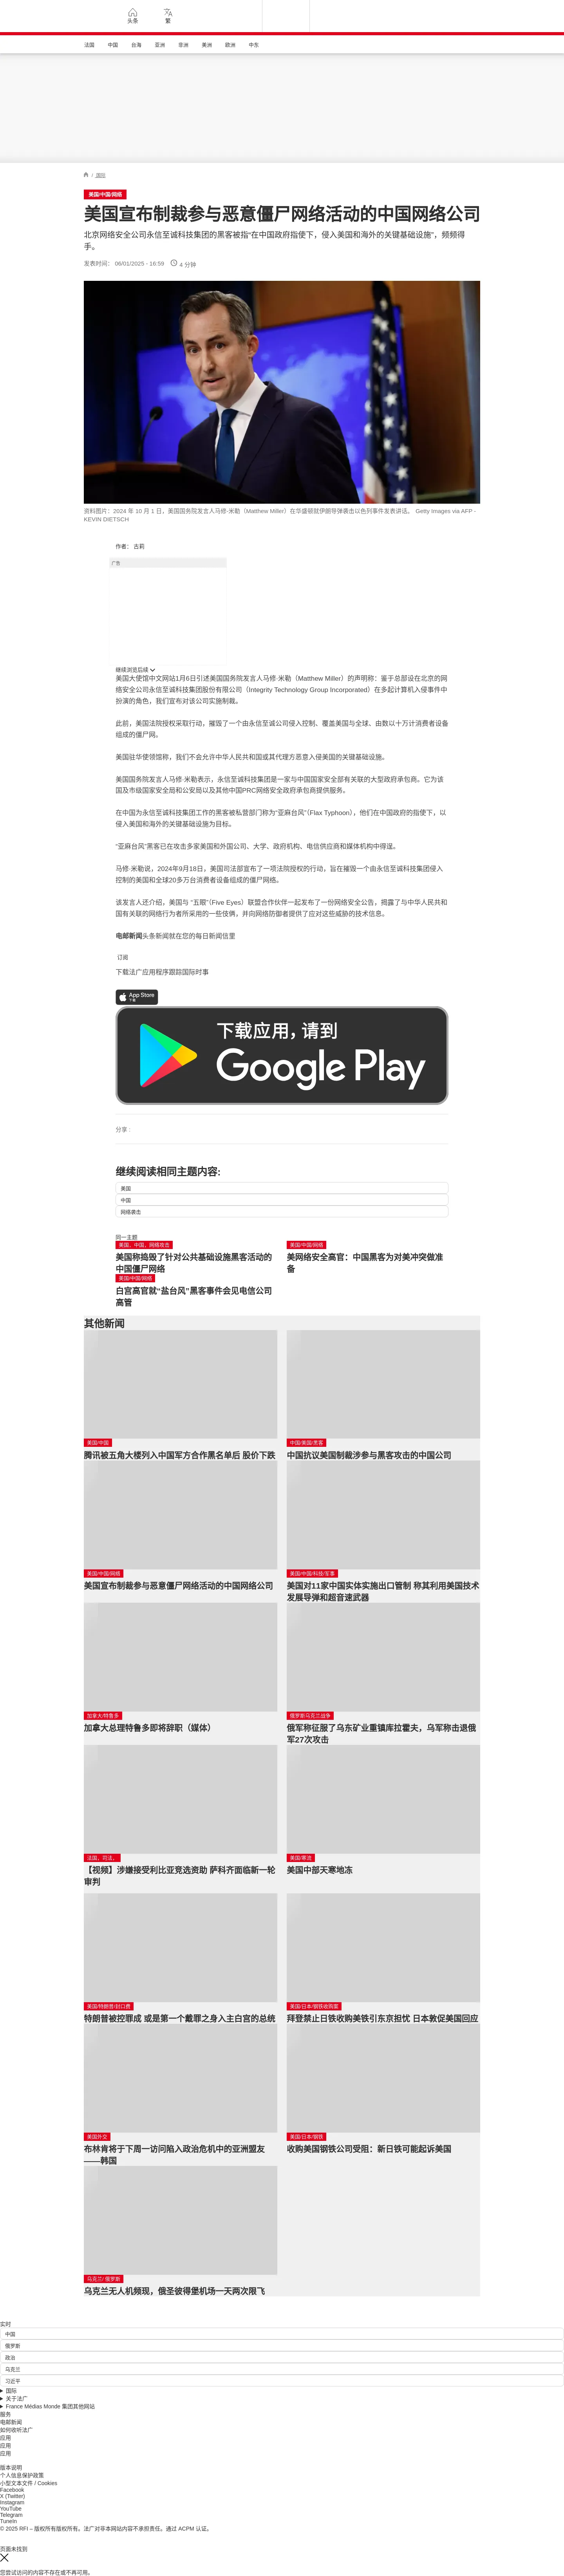 头条
繁
法国
中国
台海
亚洲
非洲
美洲
欧洲
中东
/ 国际
美国/中国/网络
美国宣布制裁参与恶意僵尸网络活动的中国网络公司
北京网络安全公司永信至诚科技集团的黑客被指“在中国政府指使下，侵入美国和海外的关键基础设施”，频频得
手。
发表时间： 06/01/2025 - 16:59
4 分钟
资料图片：2024 年 10 月 1 日，美国国务院发言人马修·米勒（Matthew Miller）在华盛顿就伊朗导弹袭击以色列事件发表讲话。 Getty Images via AFP -
KEVIN DIETSCH
作者： 古莉
广告
继续浏览后续
美国大使馆中文网站1月6日引述美国国务院发言人马修·米勒（Matthew Miller）的声明称：鉴于总部设在北京的网
络安全公司永信至诚科技集团股份有限公司（Integrity Technology Group Incorporated）在多起计算机入侵事件中
扮演的角色，我们宣布对该公司实施制裁。
此前，美国法院授权采取行动，摧毁了一个由永信至诚公司侵入控制、覆盖美国与全球、由数以十万计消费者设备
组成的僵尸网。
美国驻华使领馆称，我们不会允许中华人民共和国或其代理方恶意入侵美国的关键基础设施。
美国国务院发言人马修·米勒表示，永信至诚科技集团是一家与中国国家安全部有关联的大型政府承包商。它为该
国及市级国家安全局和公安局以及其他中国PRC网络安全政府承包商提供服务。
在中国为永信至诚科技集团工作的黑客被私营部门称为“亚麻台风”（Flax Typhoon），他们在中国政府的指使下，以
侵入美国和海外的关键基础设施为目标。
“亚麻台风”黑客已在攻击多家美国和外国公司、大学、政府机构、电信供应商和媒体机构中得逞。
马修·米勒说，2024年9月18日，美国司法部宣布了一项法院授权的行动，旨在摧毁一个由永信至诚科技集团侵入
控制的美国和全球20多万台消费者设备组成的僵尸网络。
该发言人还介绍，美国与 “五眼”（Five Eyes）联盟合作伙伴一起发布了一份网络安全公告，揭露了与中华人民共和
国有关联的网络行为者所采用的一些伎俩，并向网络防御者提供了应对这些威胁的技术信息。
电邮新闻头条新闻就在您的每日新闻信里
订阅
下载法广应用程序跟踪国际时事
App Store
下载
下载应用，请到
Google Play
分享 :
继续阅读相同主题内容:
美国
中国
网络袭击
同一主题
美国、中国、网络攻击
美国称捣毁了针对公共基础设施黑客活动的
中国僵尸网络
美国/中国/网络
美网络安全高官：中国黑客为对美冲突做准
备
美国/中国/网络
白宫高官就“盐台风”黑客事件会见电信公司
高管
其他新闻
美国/中国
腾讯被五角大楼列入中国军方合作黑名单后 股价下跌
中国/美国/黑客
中国抗议美国制裁涉参与黑客攻击的中国公司
美国/中国/网络
美国宣布制裁参与恶意僵尸网络活动的中国网络公司
美国/中国/科技/军事
美国对11家中国实体实施出口管制 称其利用美国技术
发展导弹和超音速武器
加拿大/特鲁多
加拿大总理特鲁多即将辞职（媒体）
俄罗斯乌克兰战争
俄军称征服了乌东矿业重镇库拉霍夫，乌军称击退俄
军27次攻击
法国，司法，
【视频】涉嫌接受利比亚竞选资助 萨科齐面临新一轮
审判
美国/寒流
美国中部天寒地冻
美国/特朗普/封口费
特朗普被控罪成 或是第一个戴罪之身入主白宫的总统
美国/日本/钢铁收购案
拜登禁止日铁收购美铁引东京担忧 日本敦促美国回应
美国外交
布林肯将于下周一访问陷入政治危机中的亚洲盟友
——韩国
美国/日本/钢铁
收购美国钢铁公司受阻：新日铁可能起诉美国
乌克兰/ 俄罗斯
乌克兰无人机频现，俄圣彼得堡机场一天两次限飞
实时
中国
俄罗斯
政治
乌克兰
习近平
国际
关于法广
France Médias Monde 集团其他网站
服务
电邮新闻
如何收听法广
应用
应用
应用
版本说明
个人信息保护政策
小型文本文件 / Cookies
Facebook
X (Twitter)
Instagram
YouTube
Telegram
TuneIn
© 2025 RFI – 版权所有版权所有。法广对非本网站内容不承担责任。通过 ACPM 认证。
页面未找到
您尝试访问的内容不存在或不再可用。